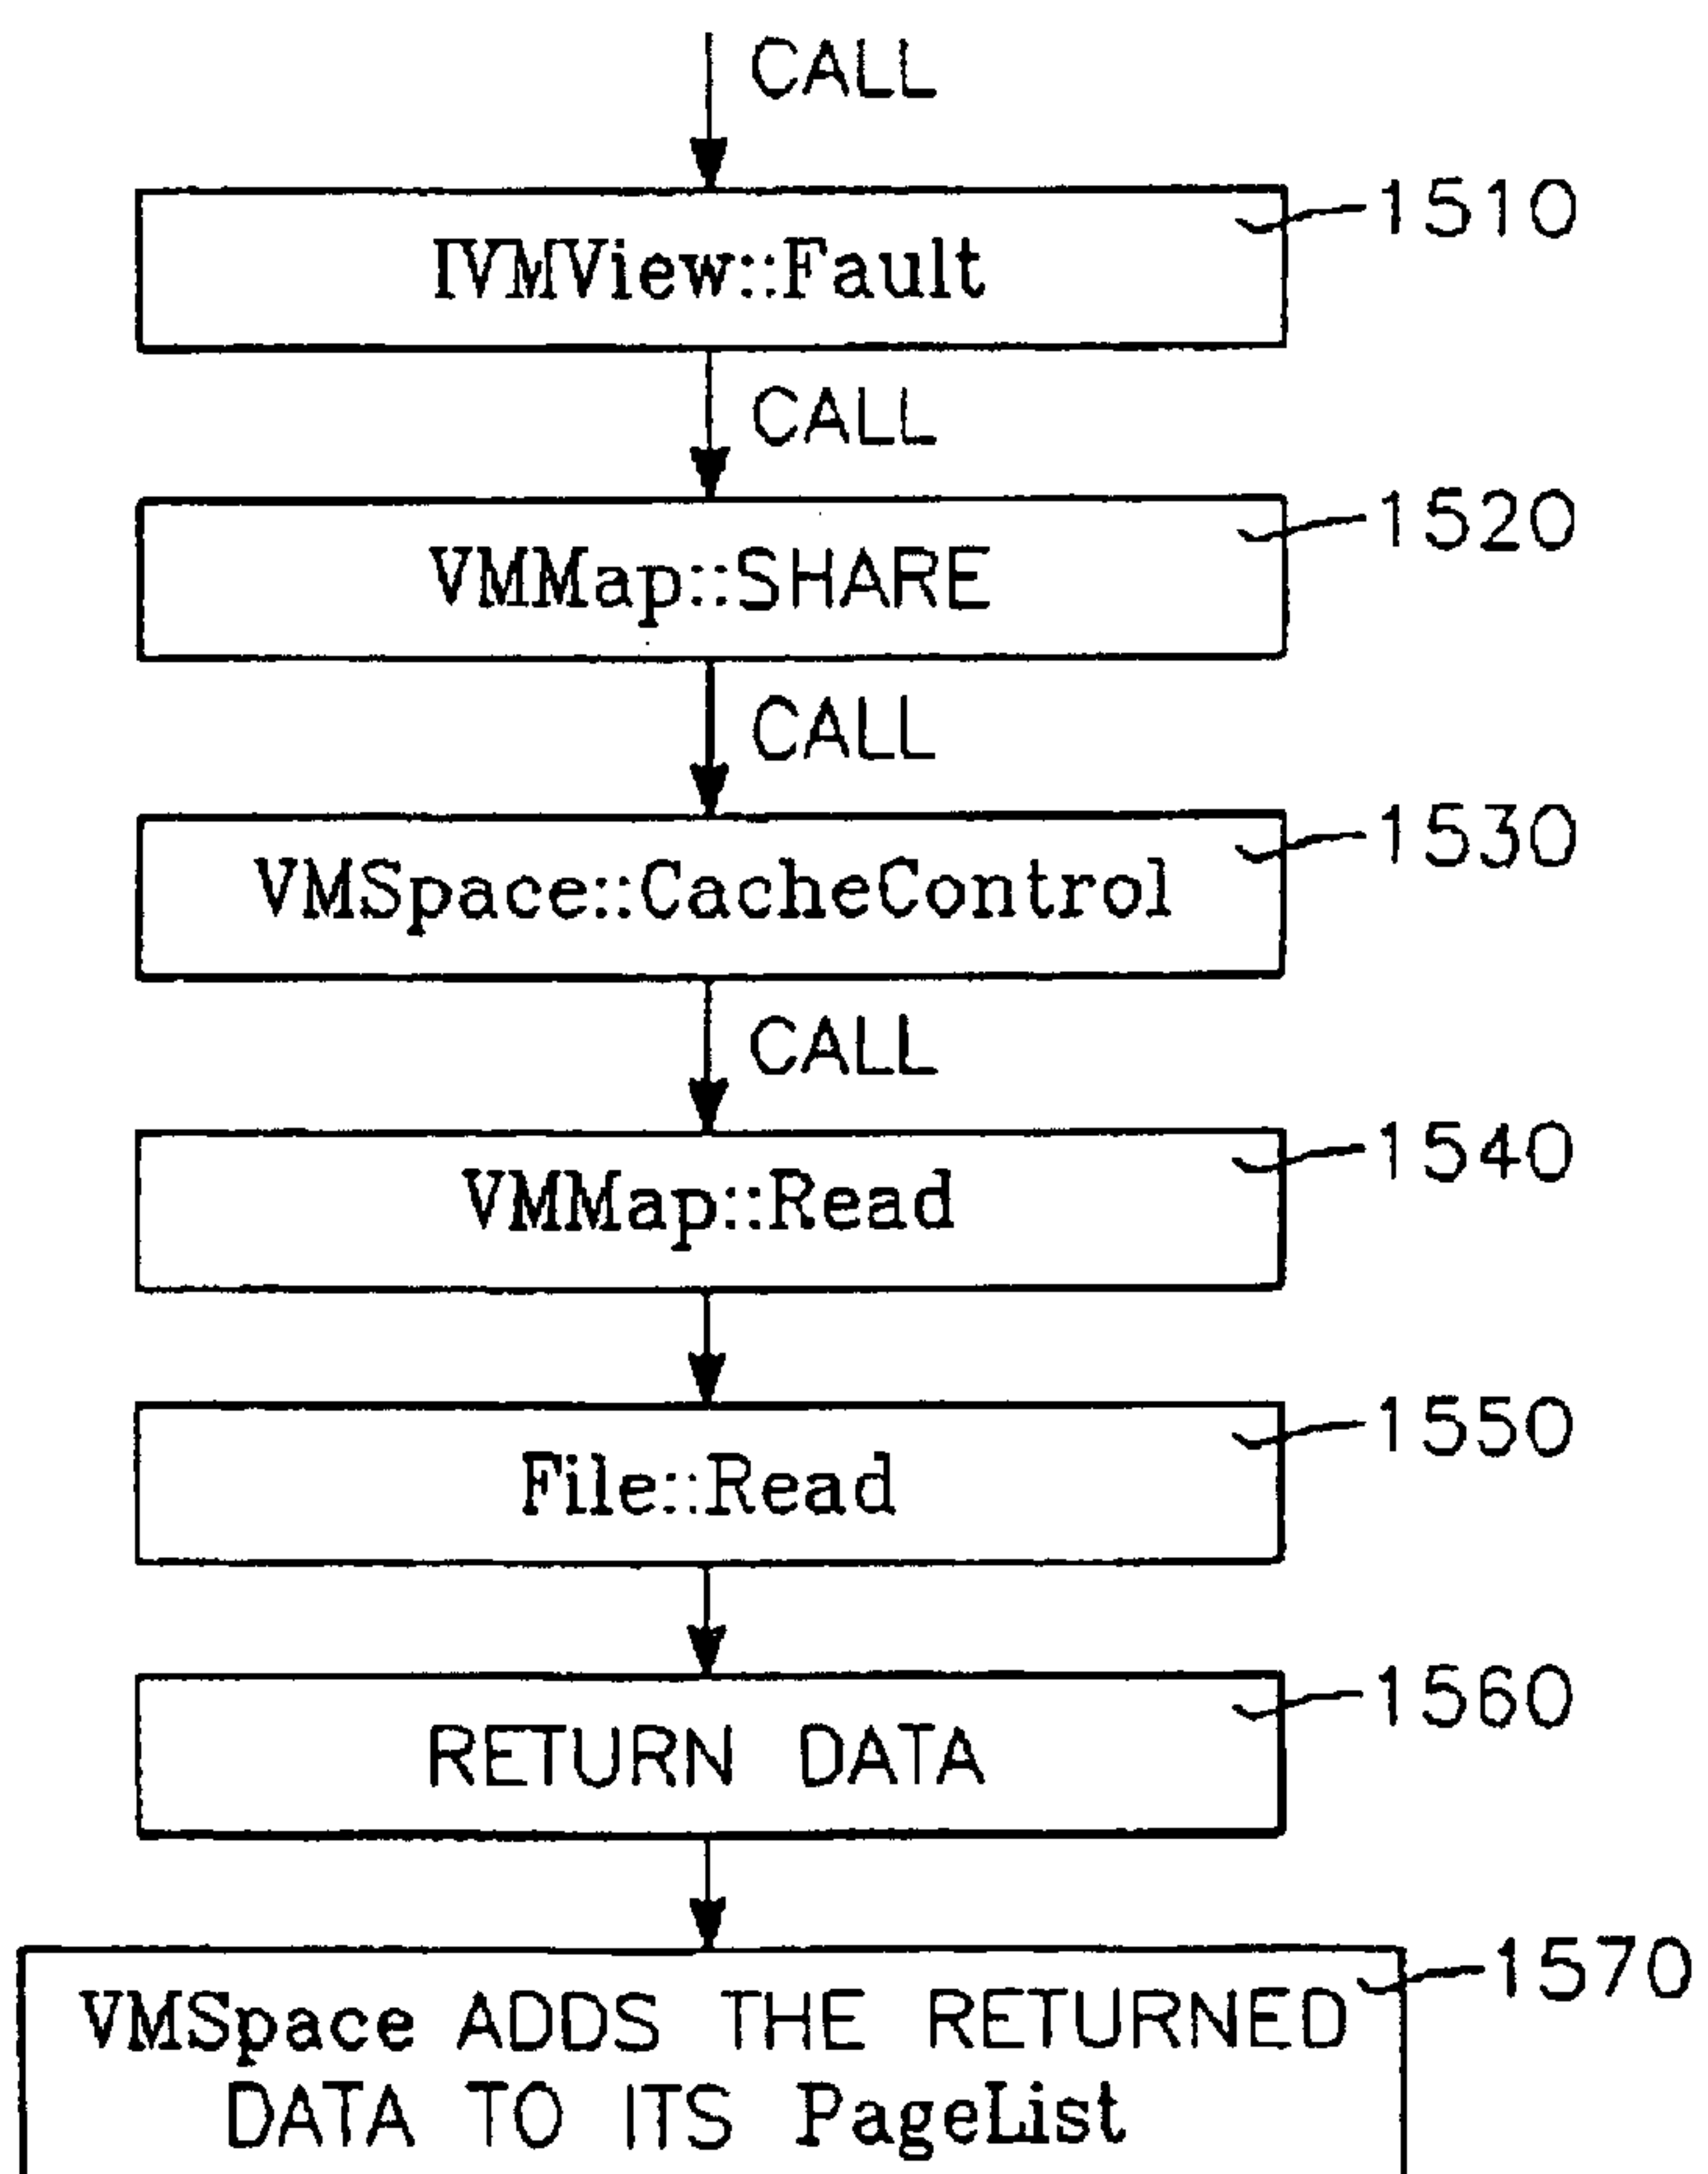 CALL
1510
IVMView::Fault
CALL
1520
VMMap::SHARE
CALL
1530
VMSpace::CacheControl
CALL
1540
VMMap::Read
1550
File::Read
1560
RETURN DATA
1570
VMSpace ADDS THE RETURNED
DATA TO ITS PageList